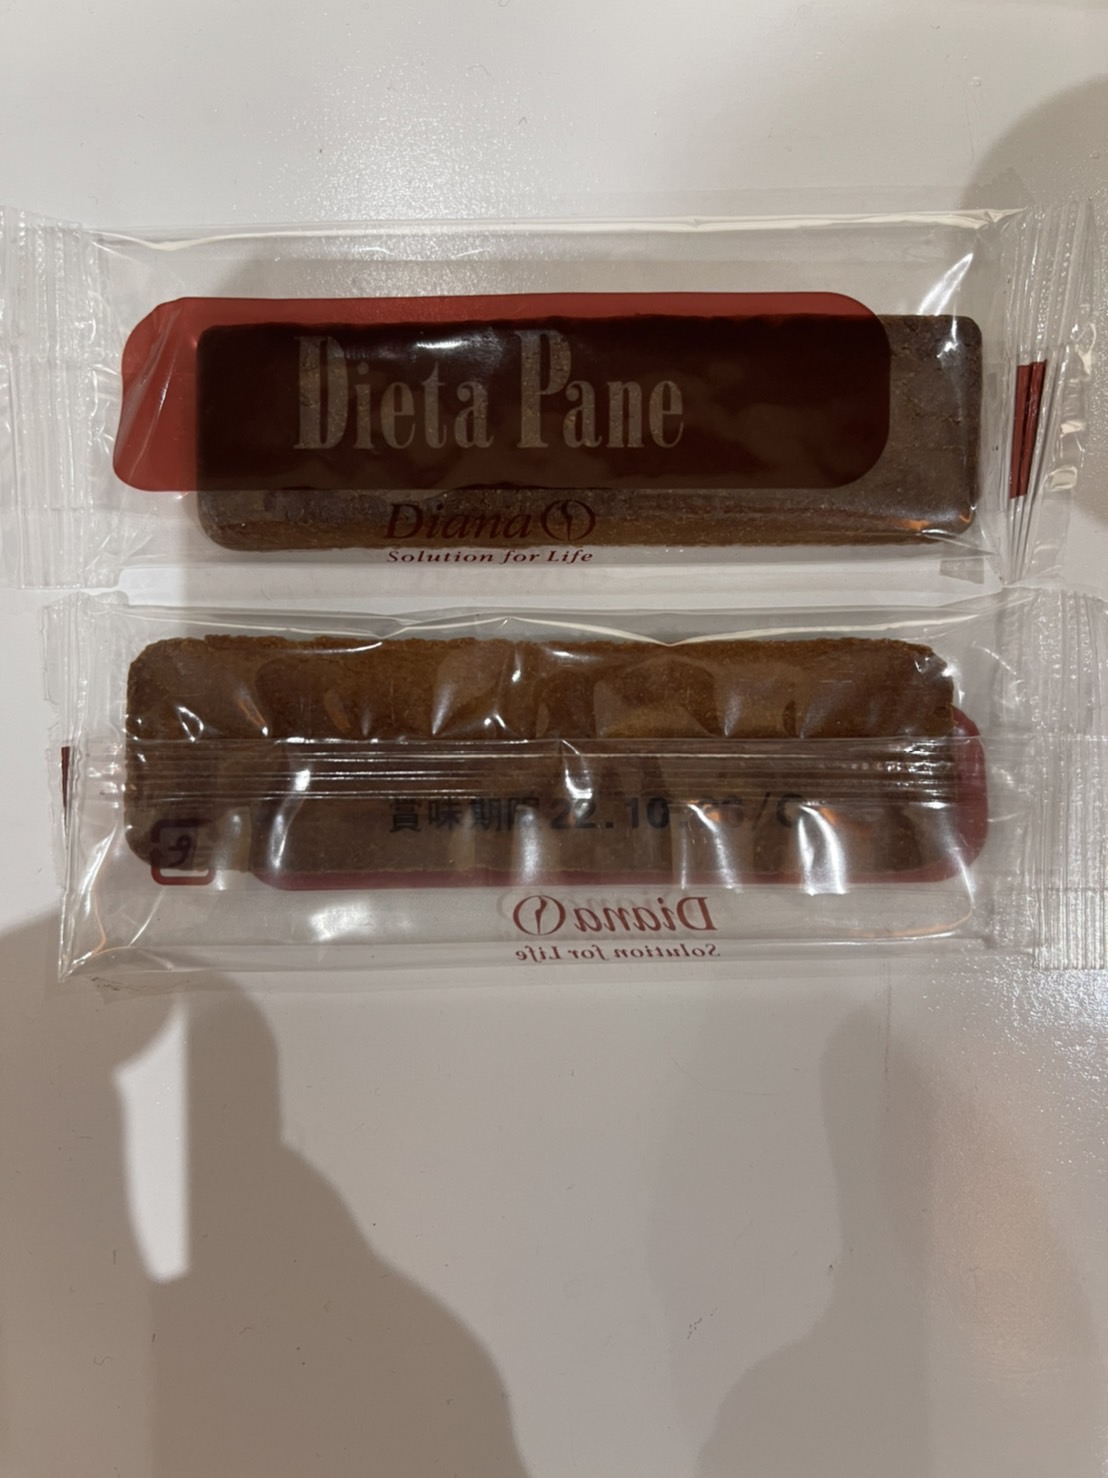 Dieta Pane
Diana
Solution for Life
賞味期限 22.10
Diana
Solution for Life